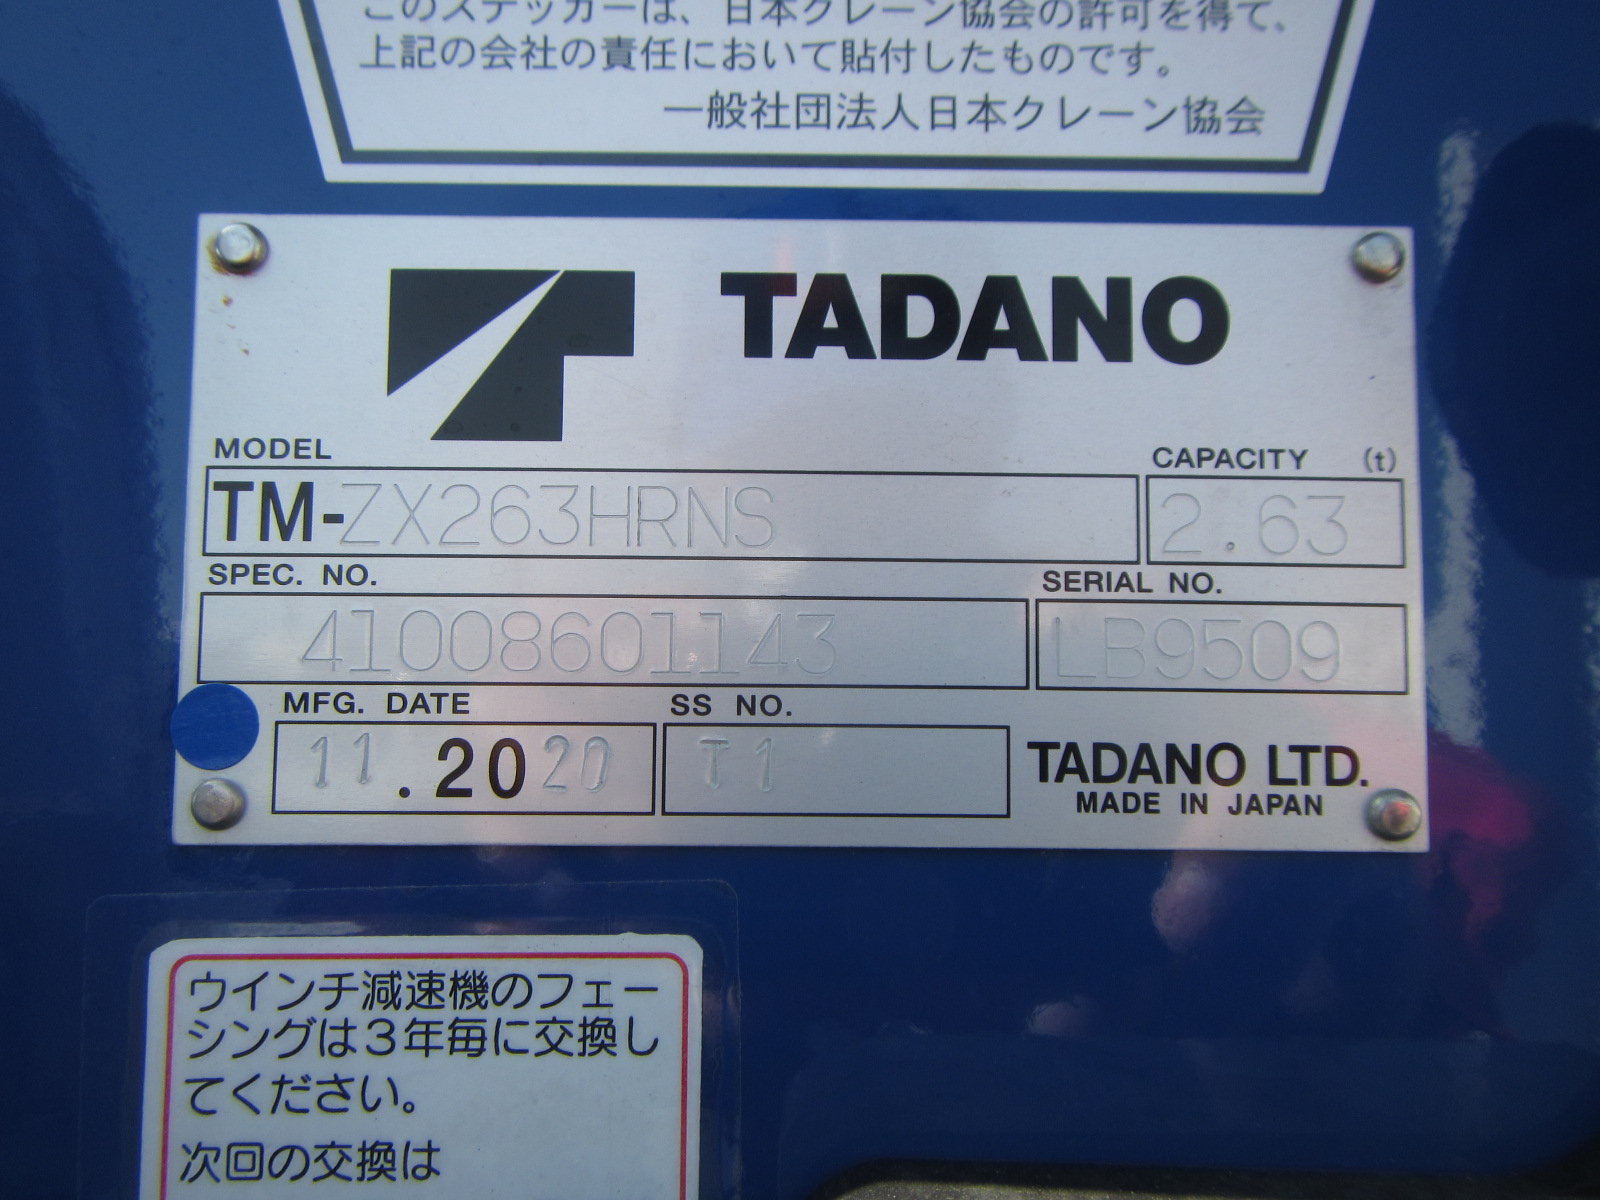 このステッカーは、日本クレーン協会の許可を得て、
上記の会社の責任において貼付したものです。
一般社団法人日本クレーン協会
TADANO
MODEL
CAPACITY (t)
TM-ZX263HRNS
2.63
SPEC. NO.
SERIAL NO.
41008601143
LB9509
MFG. DATE
SS NO.
11.2020
T1
TADANO LTD.
MADE IN JAPAN
ウインチ減速機のフェー
シングは3年毎に交換し
てください。
次回の交換は